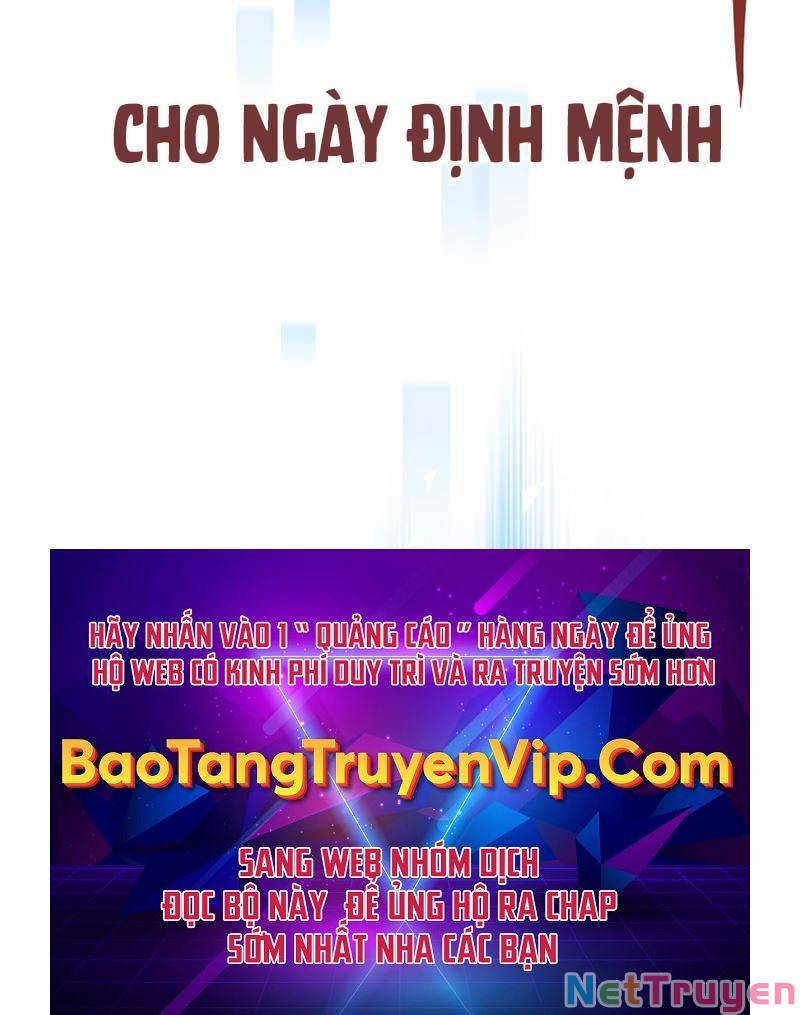 CHO NGÀY ĐỊNH MỆNH
HÃY NHẤN VÀO 1 “ QUẢNG CÁO ” HÀNG NGÀY ĐỂ ỦNG
HỘ WEB CÓ KINH PHÍ DUY TRÌ VÀ RA TRUYỆN SỚM HƠN
BaoTangTruyenVip.Com
SANG WEB NHÓM DỊCH
ĐỌC BỘ NÀY ĐỂ ỦNG HỘ RA CHAP
SỚM NHẤT NHA CÁC BẠN
NetTruyen